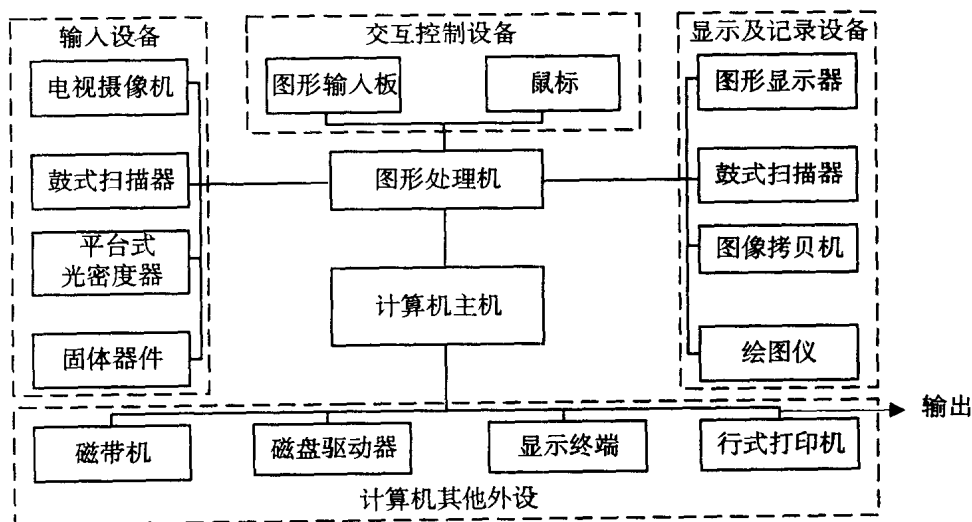 输入设备
电视摄像机
鼓式扫描器
平台式
光密度器
固体器件
交互控制设备
图形输入板
鼠标
图形处理机
计算机主机
显示及记录设备
图形显示器
鼓式扫描器
图像拷贝机
绘图仪
输出
磁带机
磁盘驱动器
显示终端
行式打印机
计算机其他外设